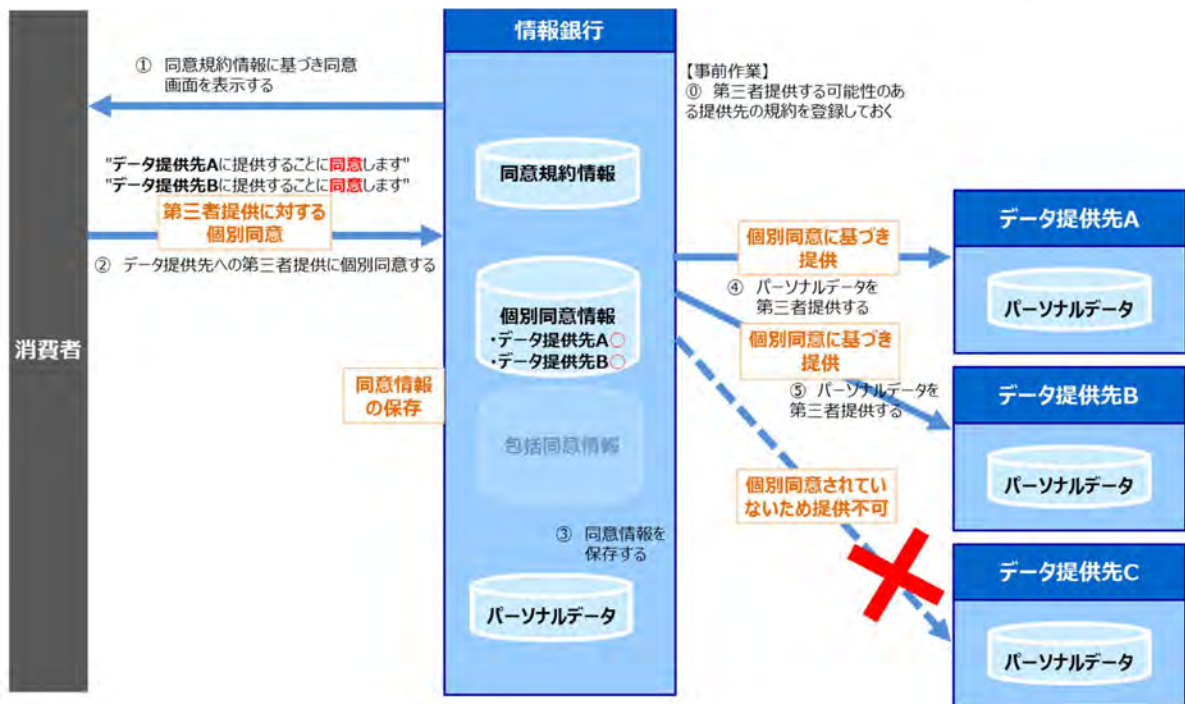 情報銀行
① 同意規約情報に基づき同意
画面を表示する
【事前作業】
⓪ 第三者提供する可能性のあ
る提供先の規約を登録しておく
同意規約情報
"データ提供先Aに提供することに同意します"
"データ提供先Bに提供することに同意します"
第三者提供に対する
個別同意
② データ提供先への第三者提供に個別同意する
消費者
個別同意情報
・データ提供先A○
・データ提供先B○
同意情報
の保存
包括同意情報
③ 同意情報を
保存する
パーソナルデータ
個別同意に基づき
提供
④ パーソナルデータを
第三者提供する
個別同意に基づき
提供
⑤ パーソナルデータを
第三者提供する
個別同意されてい
ないため提供不可
データ提供先A
パーソナルデータ
データ提供先B
パーソナルデータ
データ提供先C
パーソナルデータ